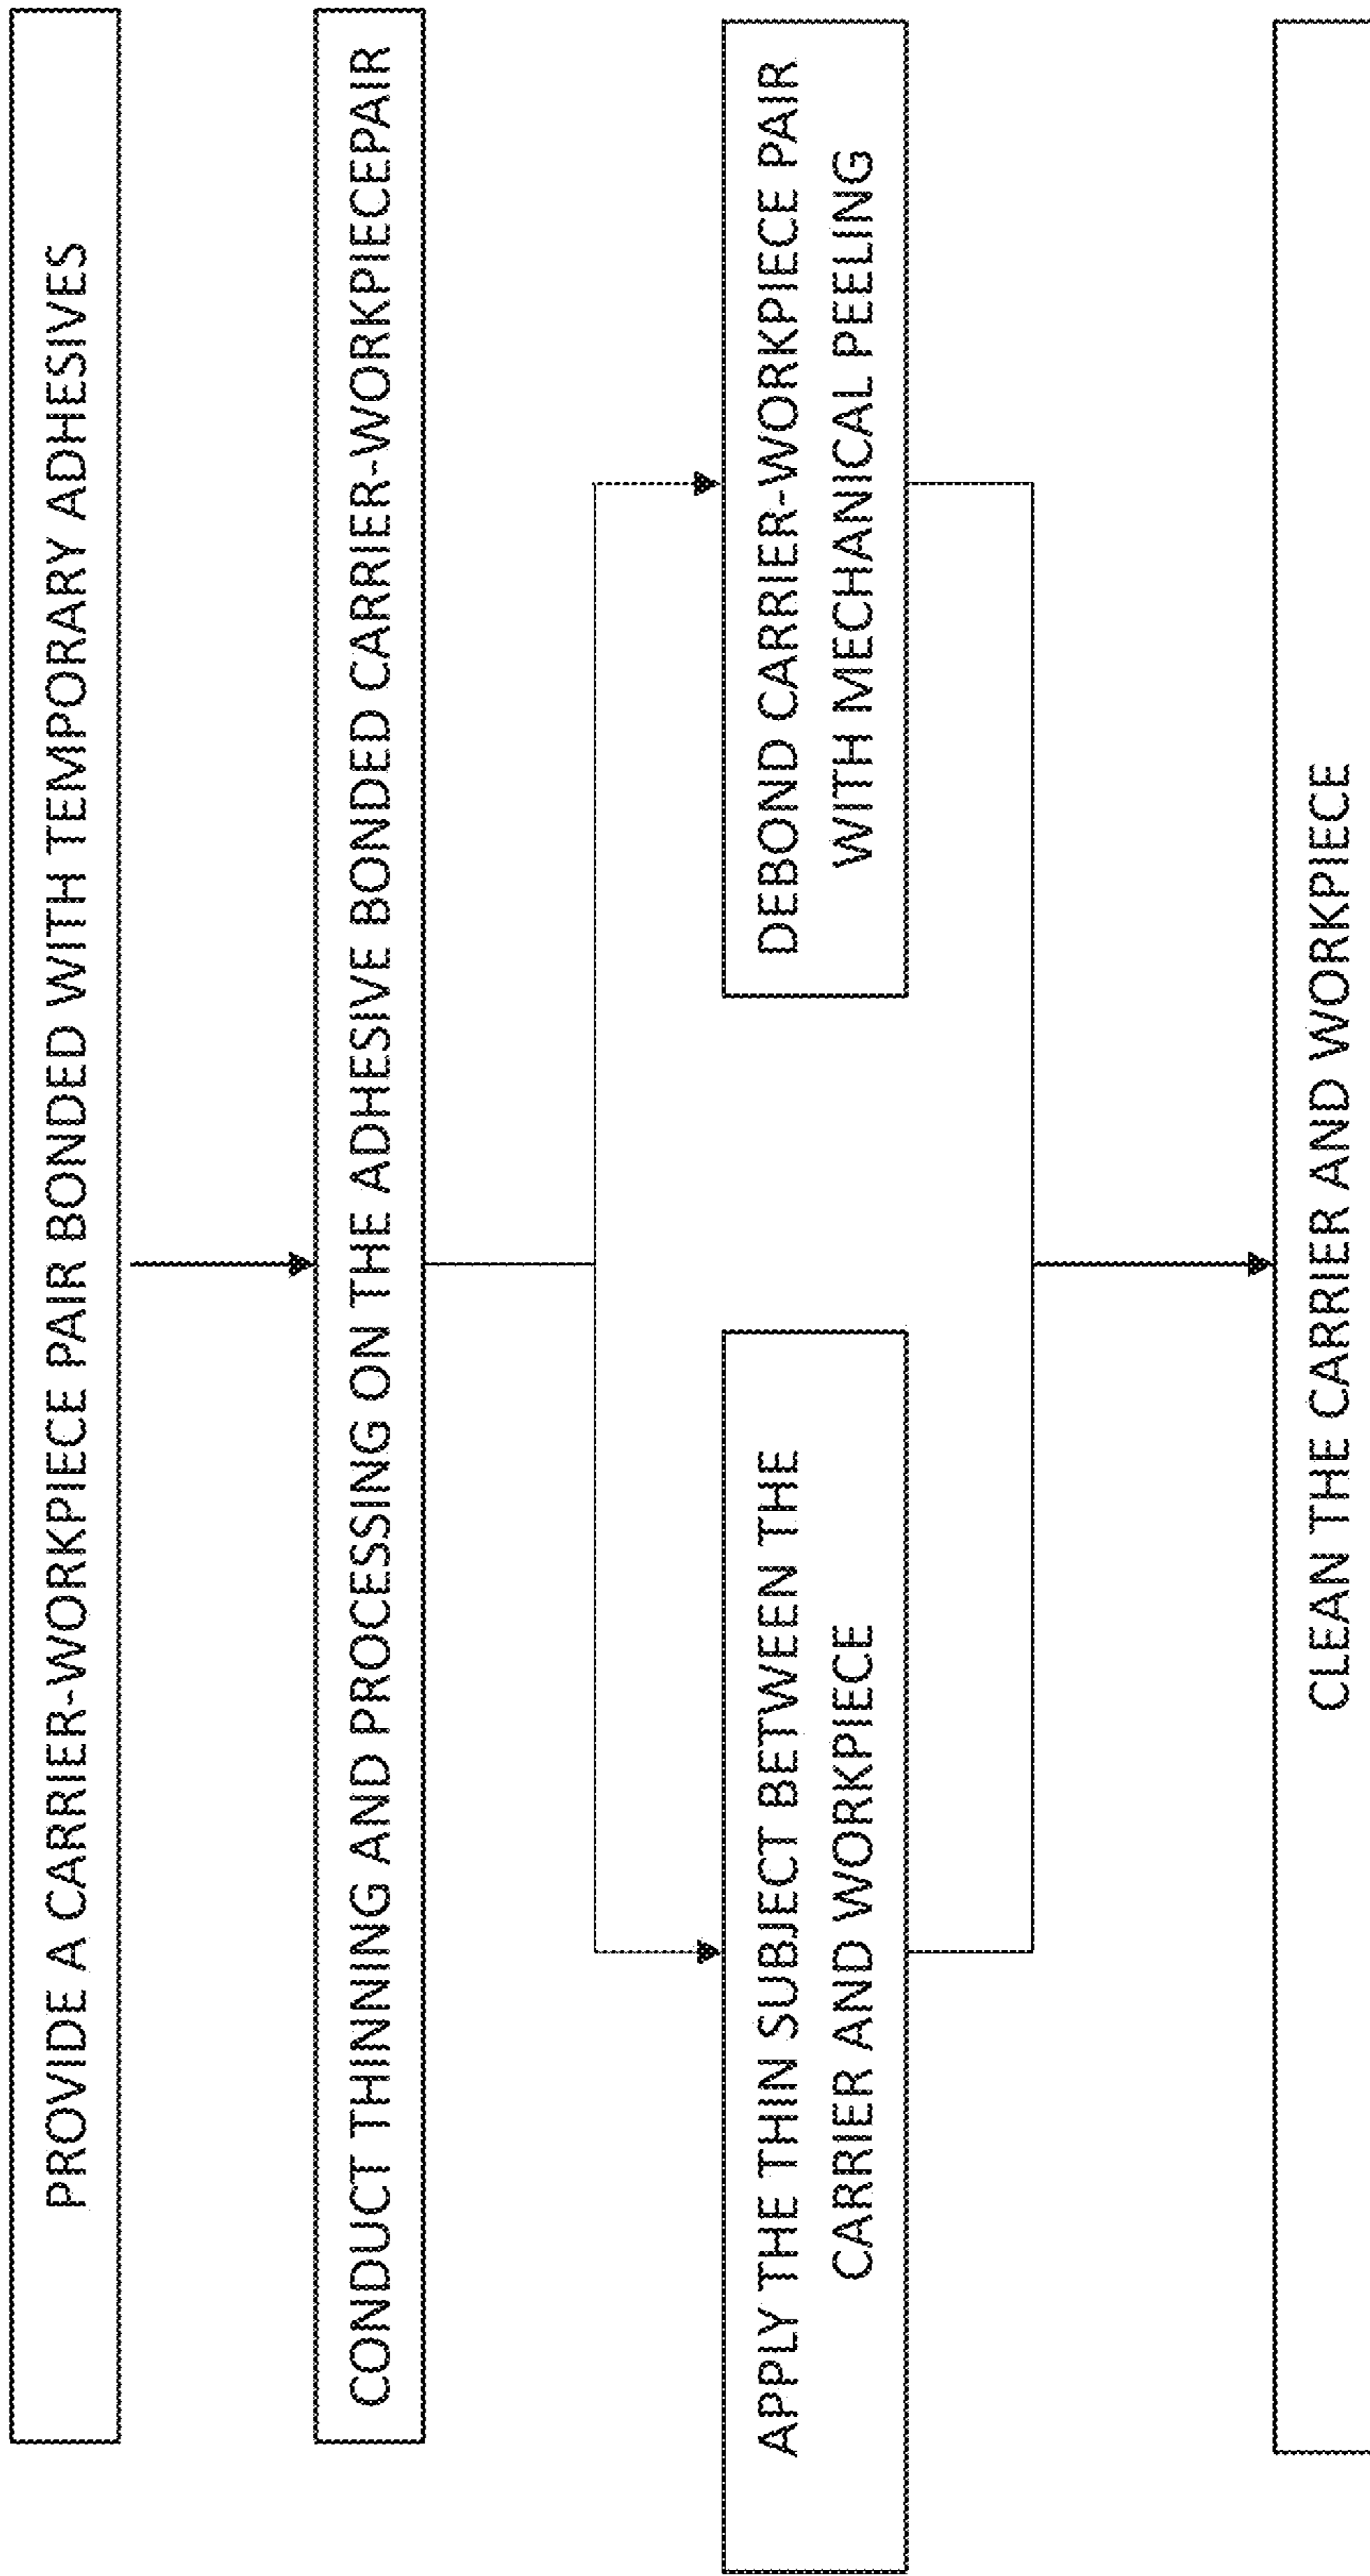 PROVIDE A CARRIER-WORKPIECE PAIR BONDED WITH TEMPORARY ADHESIVES
CONDUCT THINNING AND PROCESSING ON THE ADHESIVE BONDED CARRIER-WORKPIECEPAIR
APPLY THE THIN SUBJECT BETWEEN THE
CARRIER AND WORKPIECE
DEBOND CARRIER-WORKPIECE PAIR
WITH MECHANICAL PEELING
CLEAN THE CARRIER AND WORKPIECE